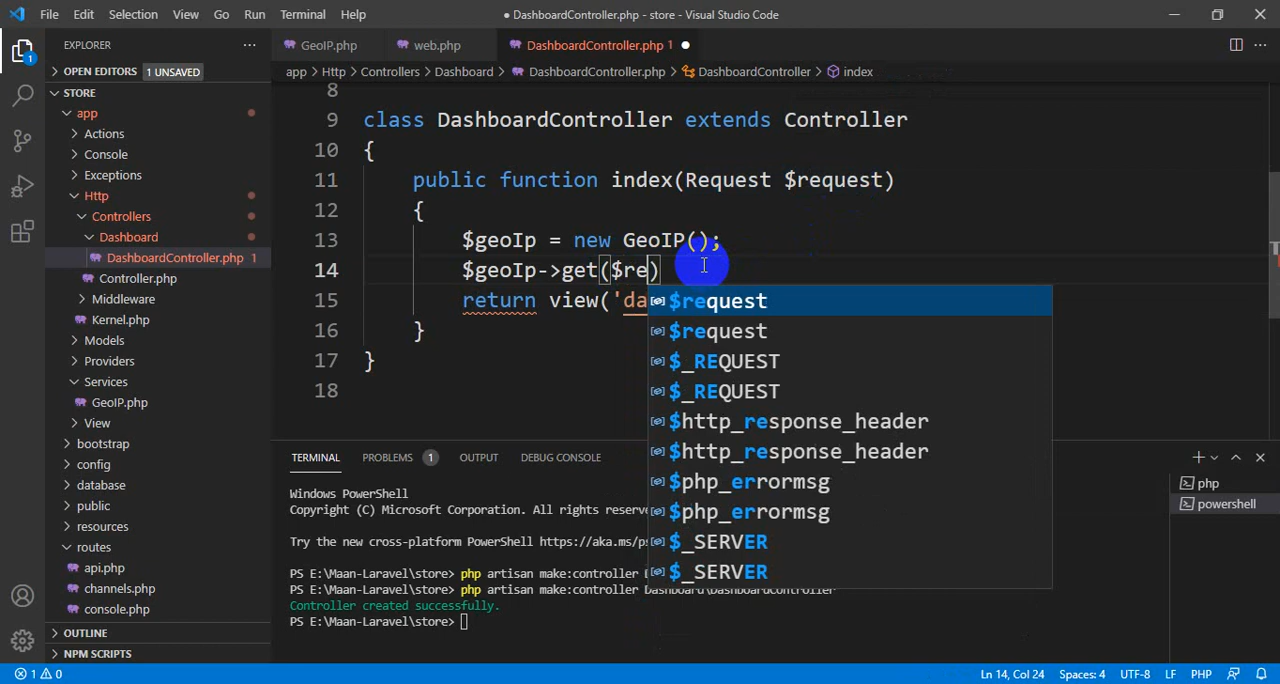 File Edit Selection View Go Run Terminal Help
● DashboardController.php - store - Visual Studio Code
EXPLORER
GeoIP.php
web.php
DashboardController.php 1 ●
OPEN EDITORS 1 UNSAVED
app > Http > Controllers > Dashboard > DashboardController.php > DashboardController > index
STORE
app
Actions
Console
Exceptions
Http
Controllers
Dashboard
DashboardController.php 1
Controller.php
Middleware
Kernel.php
Models
Providers
Services
GeoIP.php
View
bootstrap
config
database
public
resources
routes
api.php
channels.php
console.php
OUTLINE
NPM SCRIPTS
8
9 class DashboardController extends Controller
10 {
11 public function index(Request $request)
12 {
13 $geoIp = new GeoIP();
14 $geoIp->get($re)
15 return view('da
16 }
17 }
18
$request
$request
$_REQUEST
$_REQUEST
$http_response_header
$http_response_header
$php_errormsg
$php_errormsg
$_SERVER
$_SERVER
TERMINAL PROBLEMS 1 OUTPUT DEBUG CONSOLE
php
powershell
Windows PowerShell
Copyright (C) Microsoft Corporation. All rights reserve
Try the new cross-platform PowerShell https://aka.ms/ps
PS E:\Maan-Laravel\store> php artisan make:controller D
PS E:\Maan-Laravel\store> php artisan make:controller Dashboard\DashboardController
Controller created successfully.
PS E:\Maan-Laravel\store>
1 0
Ln 14, Col 24 Spaces: 4 UTF-8 LF PHP